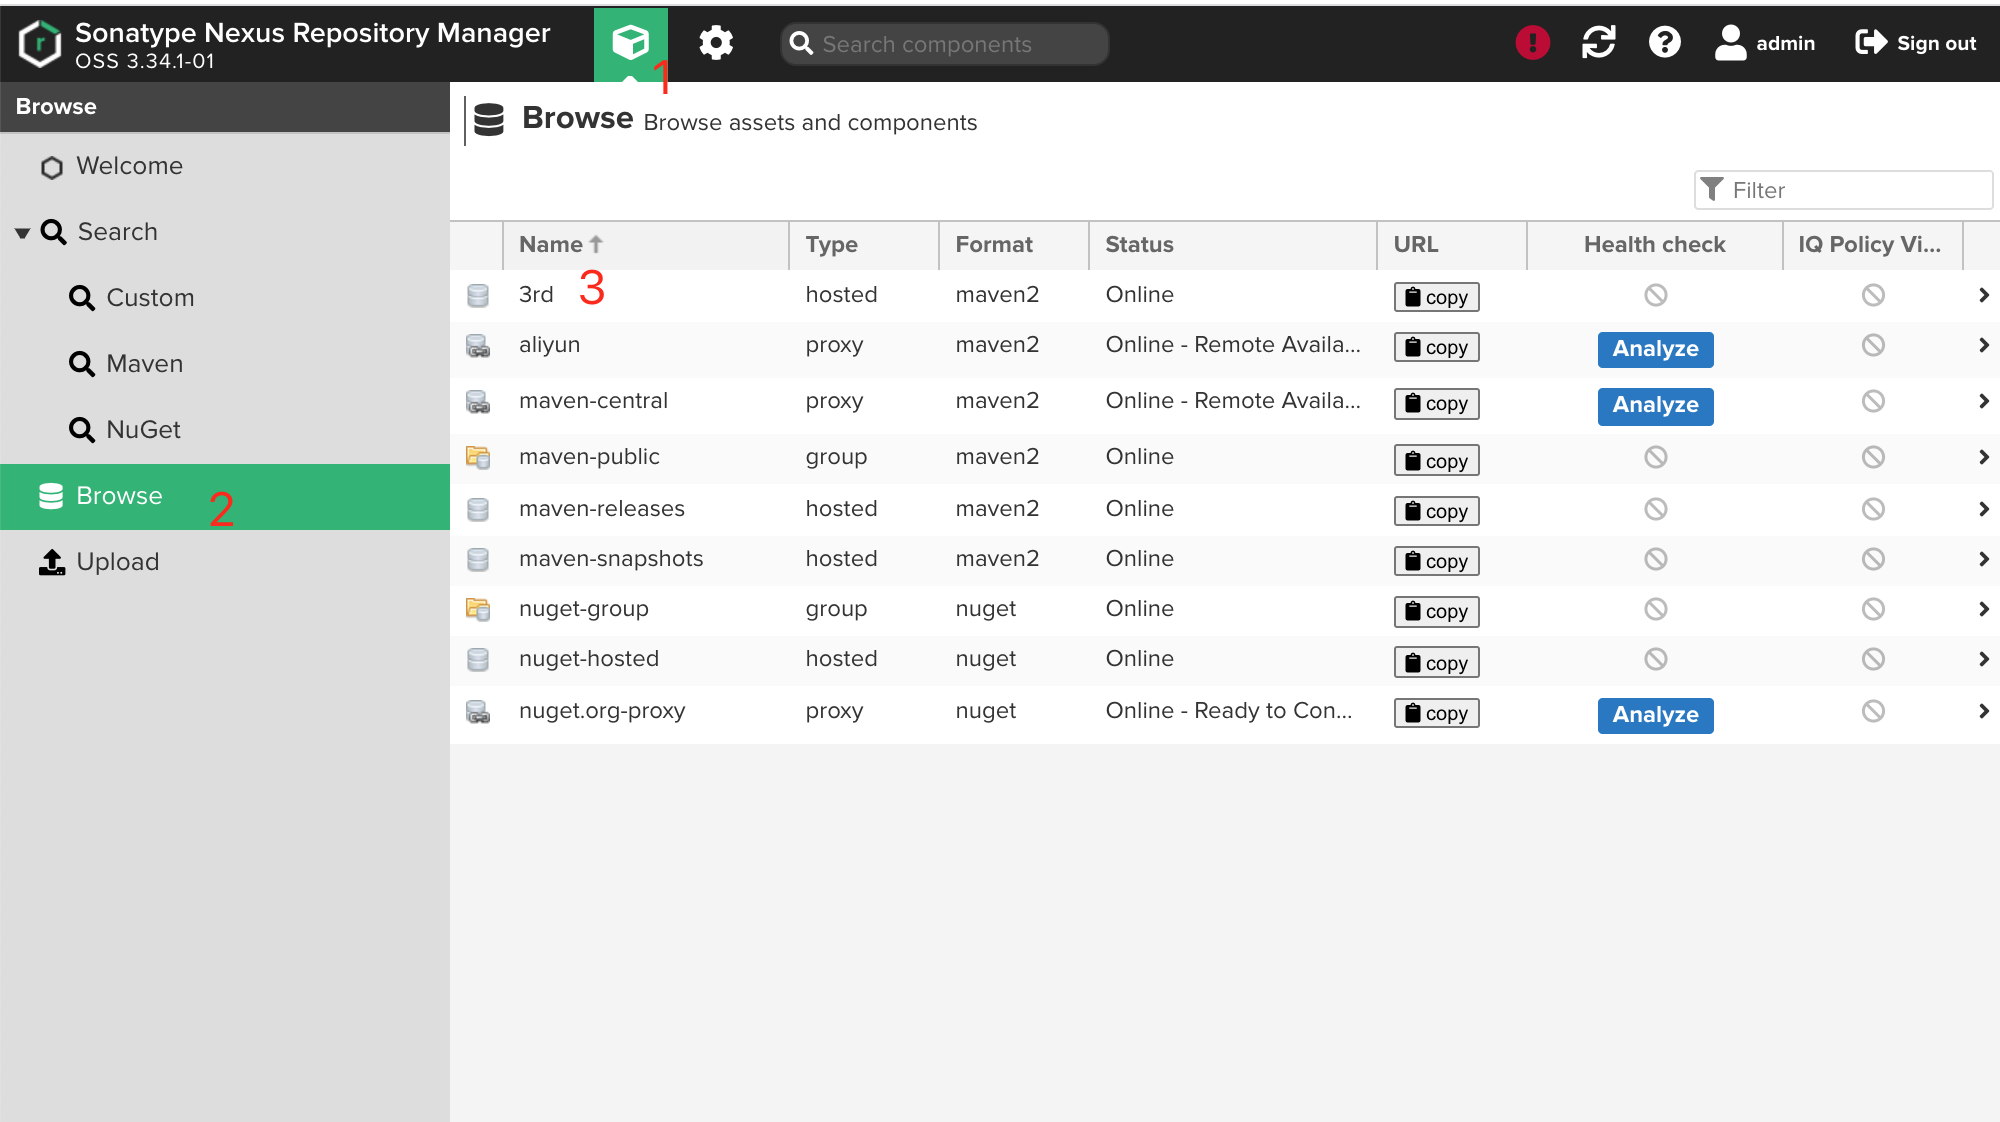 Sonatype Nexus Repository Manager
OSS 3.34.1-01
Search components
admin
Sign out
1
Browse
Welcome
Search
Custom
Maven
NuGet
Browse 2
Upload
Browse Browse assets and components
Filter
Name Type Format Status URL Health check IQ Policy Vi...
3rd 3 hosted maven2 Online copy
aliyun proxy maven2 Online - Remote Availa... copy Analyze
maven-central proxy maven2 Online - Remote Availa... copy Analyze
maven-public group maven2 Online copy
maven-releases hosted maven2 Online copy
maven-snapshots hosted maven2 Online copy
nuget-group group nuget Online copy
nuget-hosted hosted nuget Online copy
nuget.org-proxy proxy nuget Online - Ready to Con... copy Analyze